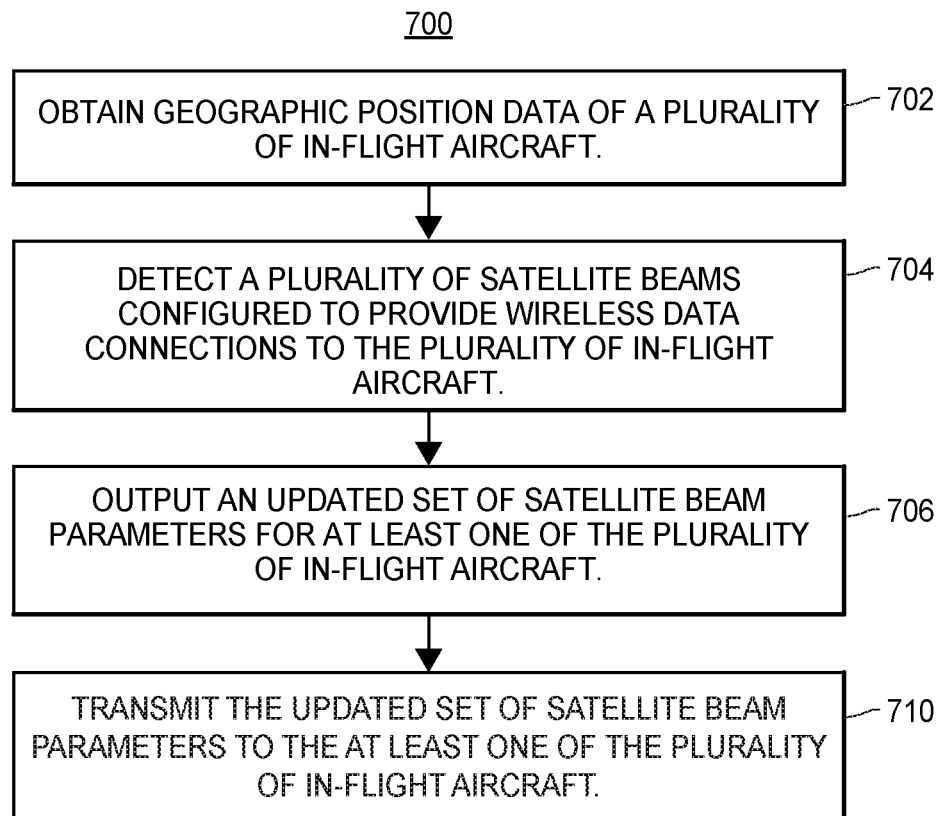 700
OBTAIN GEOGRAPHIC POSITION DATA OF A PLURALITY
OF IN-FLIGHT AIRCRAFT.
702
DETECT A PLURALITY OF SATELLITE BEAMS
CONFIGURED TO PROVIDE WIRELESS DATA
CONNECTIONS TO THE PLURALITY OF IN-FLIGHT
AIRCRAFT.
704
OUTPUT AN UPDATED SET OF SATELLITE BEAM
PARAMETERS FOR AT LEAST ONE OF THE PLURALITY
OF IN-FLIGHT AIRCRAFT.
706
TRANSMIT THE UPDATED SET OF SATELLITE BEAM
PARAMETERS TO THE AT LEAST ONE OF THE PLURALITY
OF IN-FLIGHT AIRCRAFT.
710